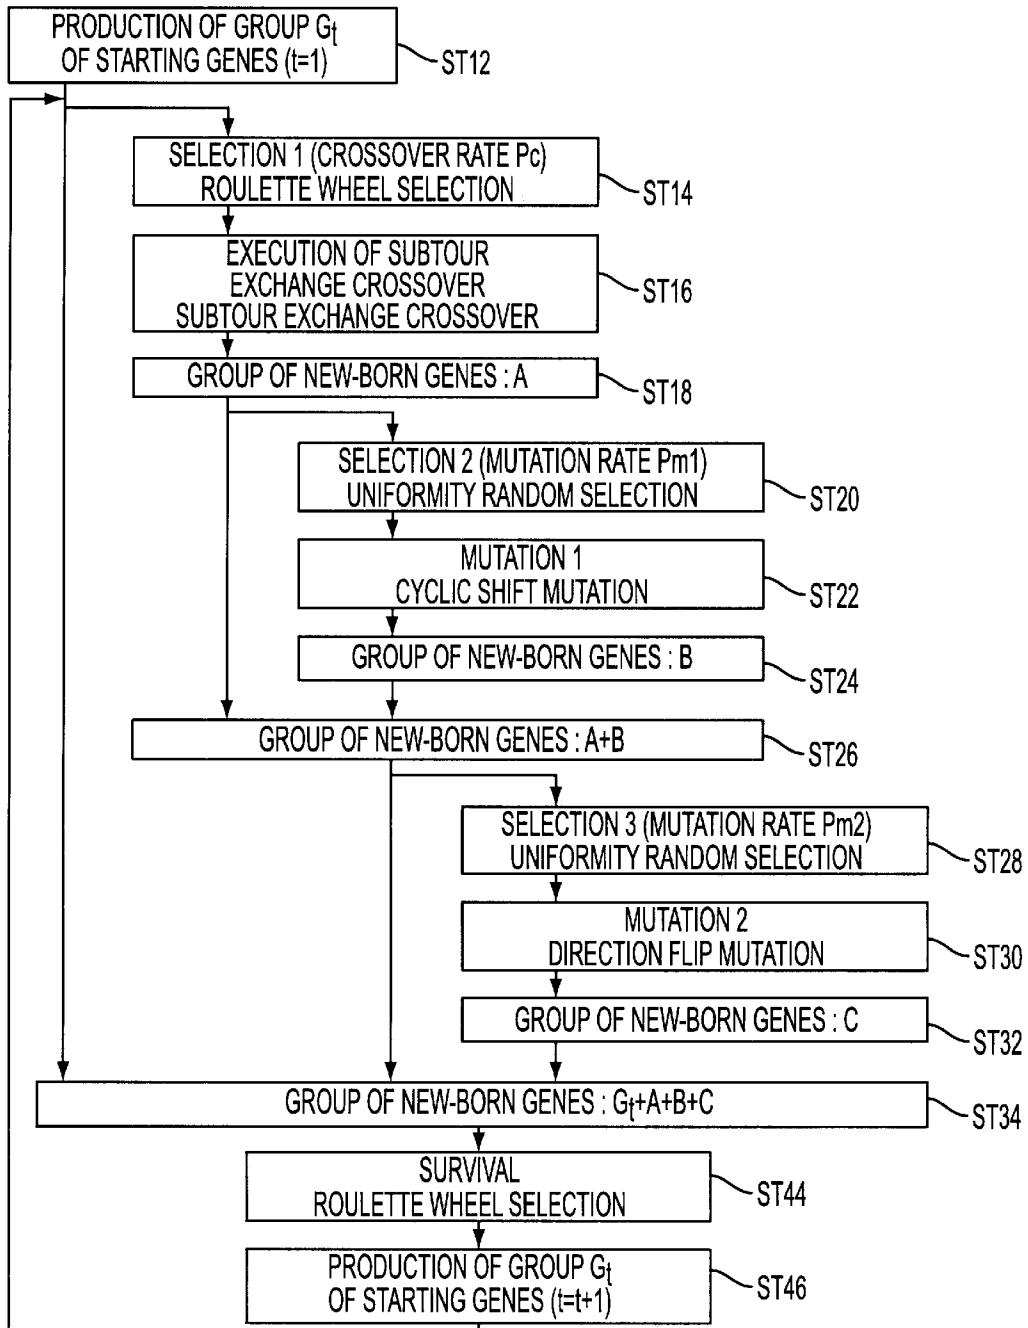 PRODUCTION OF GROUP Gt
OF STARTING GENES (t=1)
ST12
SELECTION 1 (CROSSOVER RATE Pc)
ROULETTE WHEEL SELECTION
ST14
EXECUTION OF SUBTOUR
EXCHANGE CROSSOVER
SUBTOUR EXCHANGE CROSSOVER
ST16
GROUP OF NEW-BORN GENES : A
ST18
SELECTION 2 (MUTATION RATE Pm1)
UNIFORMITY RANDOM SELECTION
ST20
MUTATION 1
CYCLIC SHIFT MUTATION
ST22
GROUP OF NEW-BORN GENES : B
ST24
GROUP OF NEW-BORN GENES : A+B
ST26
SELECTION 3 (MUTATION RATE Pm2)
UNIFORMITY RANDOM SELECTION
ST28
MUTATION 2
DIRECTION FLIP MUTATION
ST30
GROUP OF NEW-BORN GENES : C
ST32
GROUP OF NEW-BORN GENES : Gt+A+B+C
ST34
SURVIVAL
ROULETTE WHEEL SELECTION
ST44
PRODUCTION OF GROUP Gt
OF STARTING GENES (t=t+1)
ST46